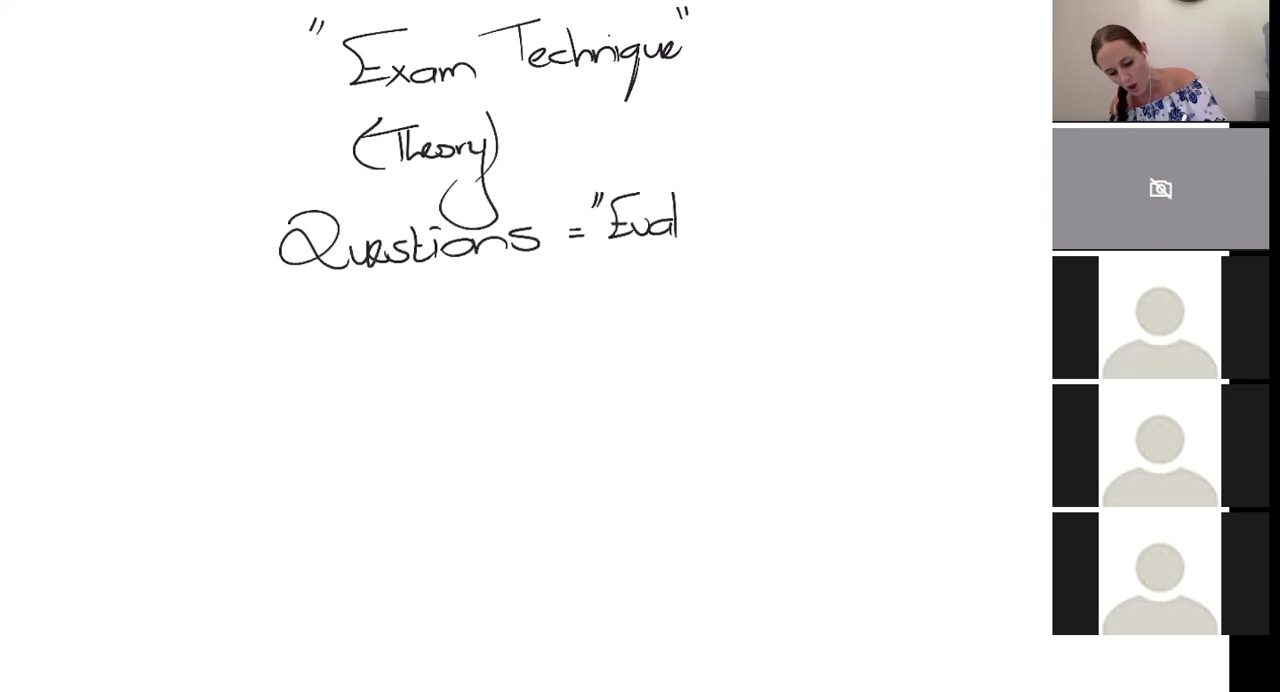 "Exam Technique"
(Theory)
Questions = "Eval